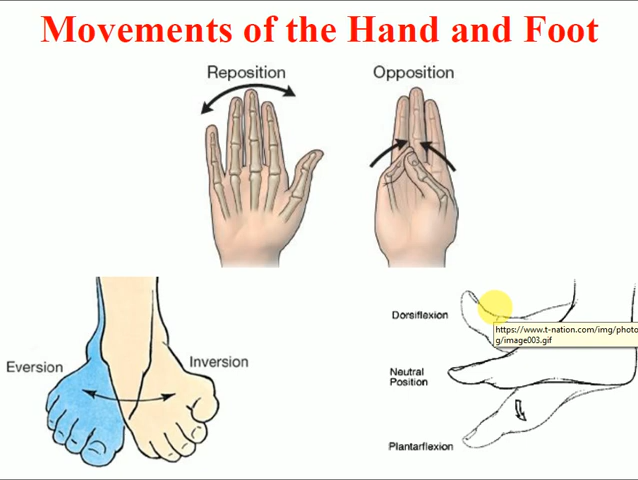 Movements of the Hand and Foot
Reposition
Opposition
Eversion
Inversion
Dorsiflexion
https://www.t-nation.com/img/photo
g/image003.gif
Neutral
Position
Plantarflexion